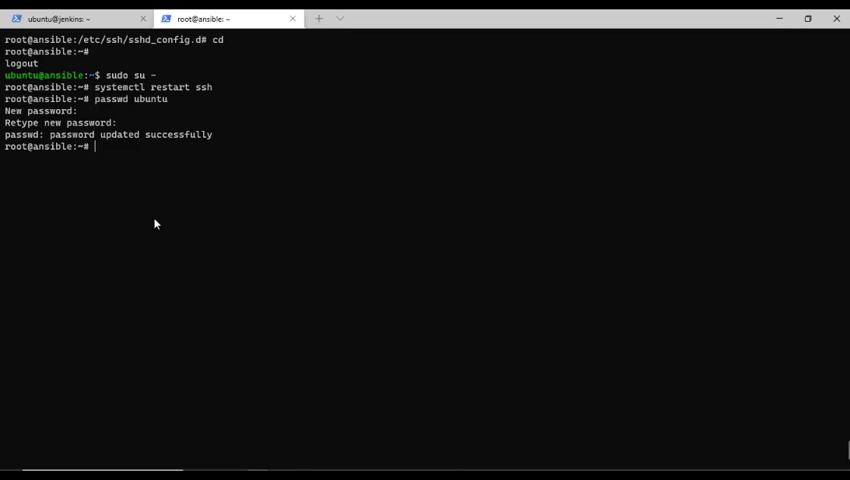 ubuntu@jenkins: ~
root@ansible: ~
root@ansible:/etc/ssh/sshd_config.d# cd
root@ansible:~#
logout
ubuntu@ansible:~$ sudo su -
root@ansible:~# systemctl restart ssh
root@ansible:~# passwd ubuntu
New password:
Retype new password:
passwd: password updated successfully
root@ansible:~#